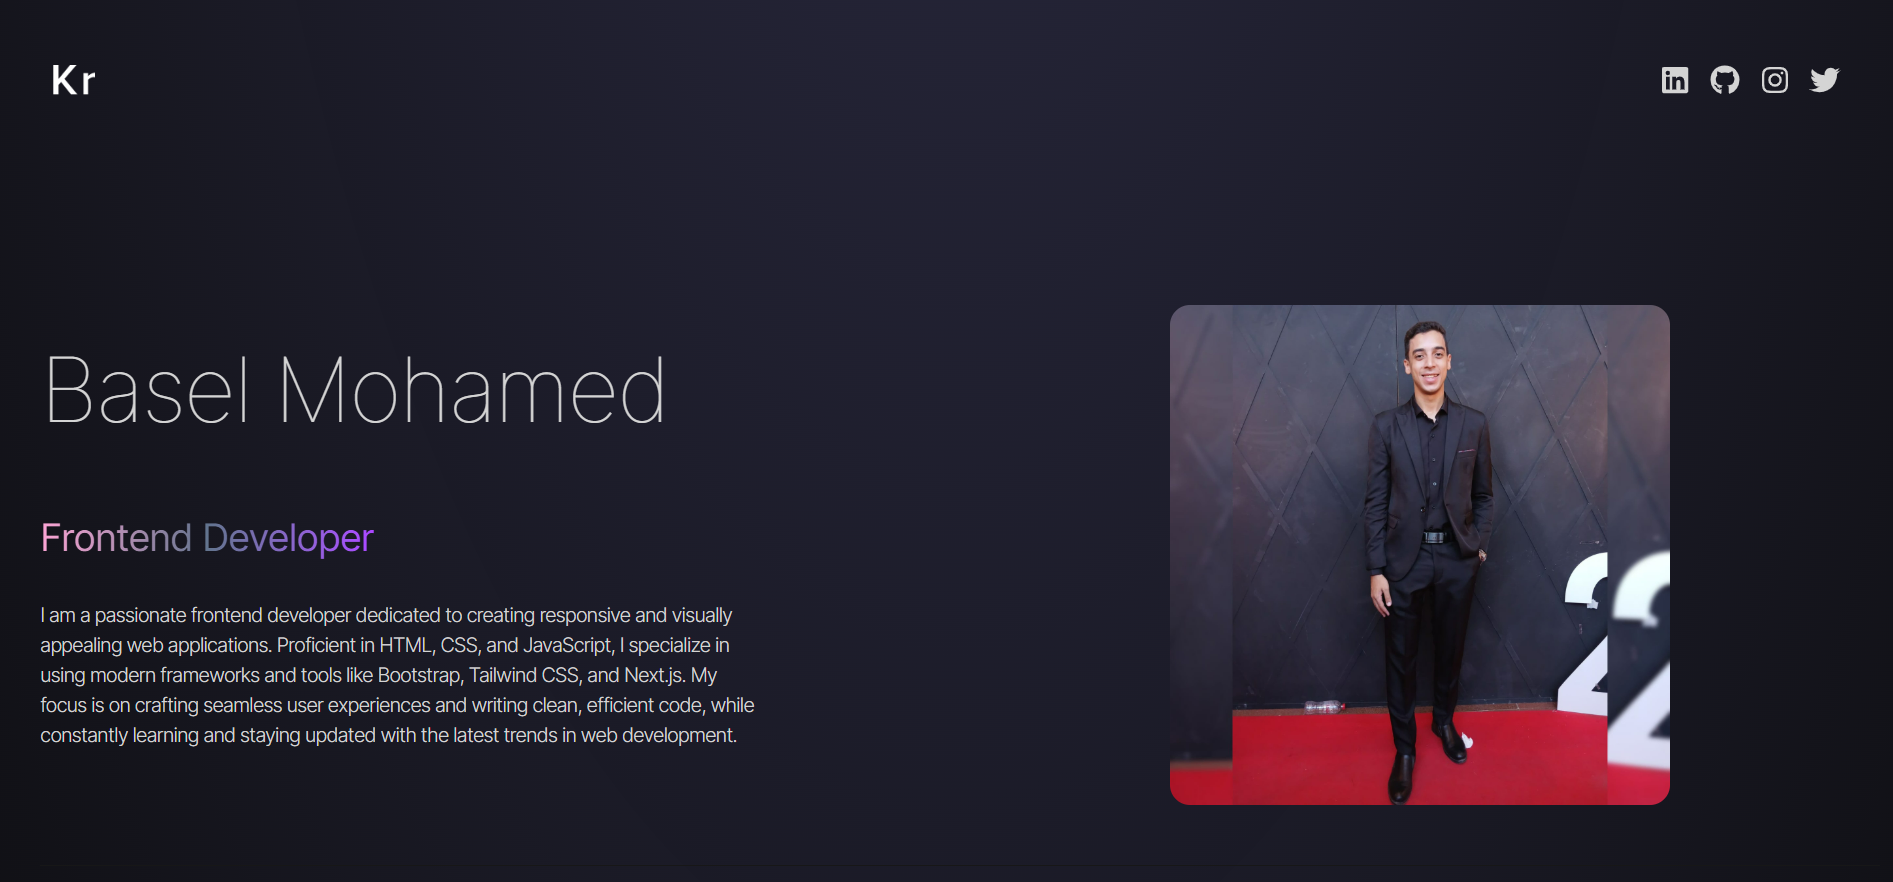 Kr
Basel Mohamed
Frontend Developer
I am a passionate frontend developer dedicated to creating responsive and visually
appealing web applications. Proficient in HTML, CSS, and JavaScript, I specialize in
using modern frameworks and tools like Bootstrap, Tailwind CSS, and Next.js. My
focus is on crafting seamless user experiences and writing clean, efficient code, while
constantly learning and staying updated with the latest trends in web development.
in
2
2